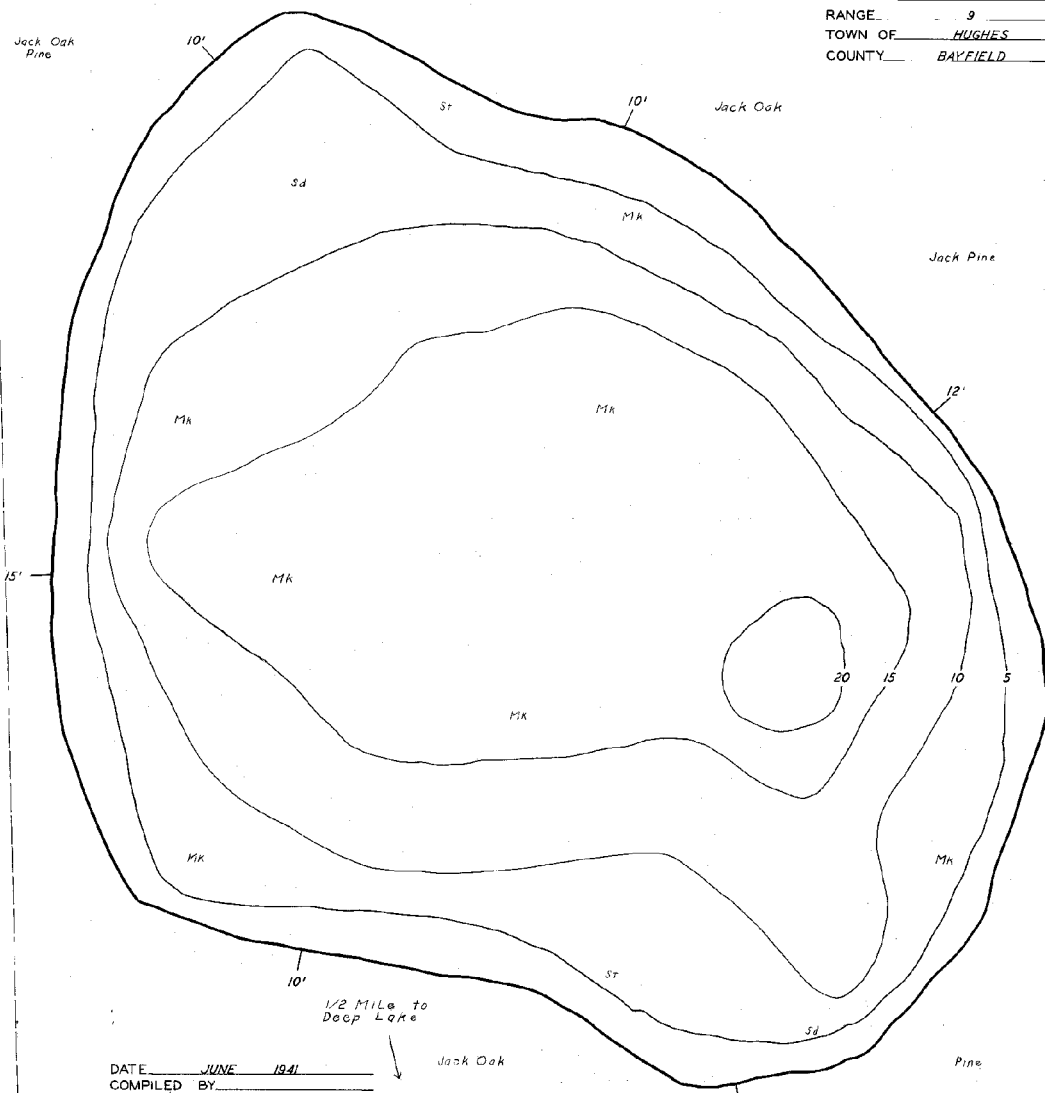 RANGE 9
TOWN OF HUGHES
COUNTY BAYFIELD
Jack Oak
Pine
10'
St
10'
Jack Oak
Sd
Mk
Jack Pine
12'
Mk
Mk
15'
Mk
20 15 10 5
Mk
Mk
Mk
10'
St
1/2 MILe to
Deep Lake
Sd
Jack Oak
Pine
DATE JUNE 1941
COMPILED BY